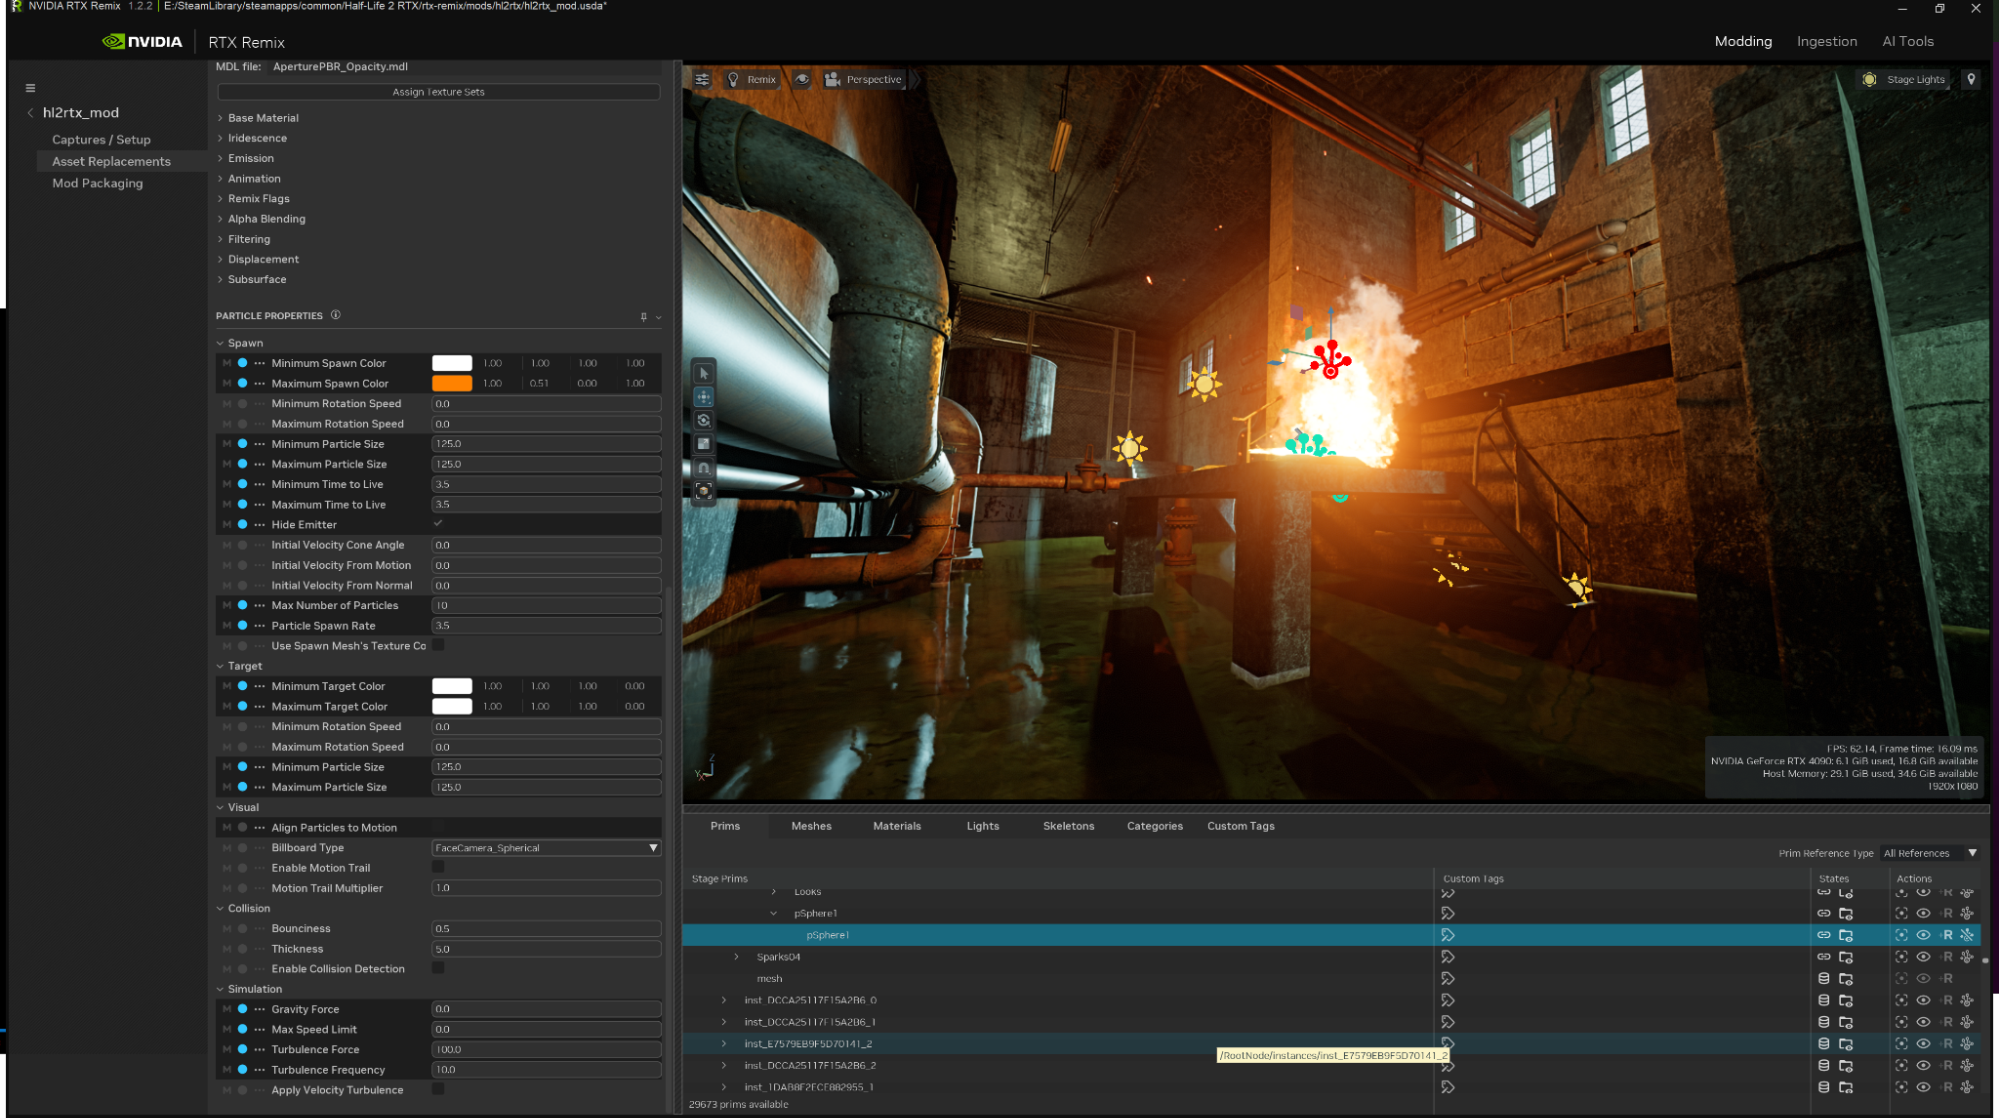 NVIDIA RTX Remix 1.2.2 | E:/SteamLibrary/steamapps/common/Half-Life 2 RTX/rtx-remix/mods/hl2rtx/hl2rtx_mod.usda*
NVIDIA RTX Remix
Modding Ingestion AI Tools
hl2rtx_mod
Captures / Setup
Asset Replacements
Mod Packaging
MDL file: AperturePBR_Opacity.mdl
Assign Texture Sets
Base Material
Iridescence
Emission
Animation
Remix Flags
Alpha Blending
Filtering
Displacement
Subsurface
PARTICLE PROPERTIES
Spawn
M Minimum Spawn Color 1.00 1.00 1.00 1.00
M Maximum Spawn Color 1.00 0.51 0.00 1.00
M Minimum Rotation Speed 0.0
M Maximum Rotation Speed 0.0
M Minimum Particle Size 125.0
M Maximum Particle Size 125.0
M Minimum Time to Live 3.5
M Maximum Time to Live 3.5
M Hide Emitter
M Initial Velocity Cone Angle 0.0
M Initial Velocity From Motion 0.0
M Initial Velocity From Normal 0.0
M Max Number of Particles 10
M Particle Spawn Rate 3.5
M Use Spawn Mesh's Texture Co
Target
M Minimum Target Color 1.00 1.00 1.00 0.00
M Maximum Target Color 1.00 1.00 1.00 0.00
M Minimum Rotation Speed 0.0
M Maximum Rotation Speed 0.0
M Minimum Particle Size 125.0
M Maximum Particle Size 125.0
Visual
M Align Particles to Motion
M Billboard Type FaceCamera_Spherical
M Enable Motion Trail
M Motion Trail Multiplier 1.0
Collision
M Bounciness 0.5
M Thickness 5.0
M Enable Collision Detection
Simulation
M Gravity Force 0.0
M Max Speed Limit 0.0
M Turbulence Force 100.0
M Turbulence Frequency 10.0
M Apply Velocity Turbulence
Remix Perspective Stage Lights
Z
Y X
FPS: 62.14, Frame time: 16.09 ms
NVIDIA GeForce RTX 4090: 6.1 GiB used, 16.8 GiB available
Host Memory: 29.1 GiB used, 34.6 GiB available
1920x1080
Prims Meshes Materials Lights Skeletons Categories Custom Tags
Prim Reference Type All References
Stage Prims Custom Tags States Actions
Looks
pSphere1
pSphere1
Sparks04
mesh
inst_DCCA25117F15A2B6_0
inst_DCCA25117F15A2B6_1
inst_E7579EB9F5D70141_2
/RootNode/instances/inst_E7579EB9F5D70141_2
inst_DCCA25117F15A2B6_2
inst_1DAB8F2ECE882955_1
29673 prims available